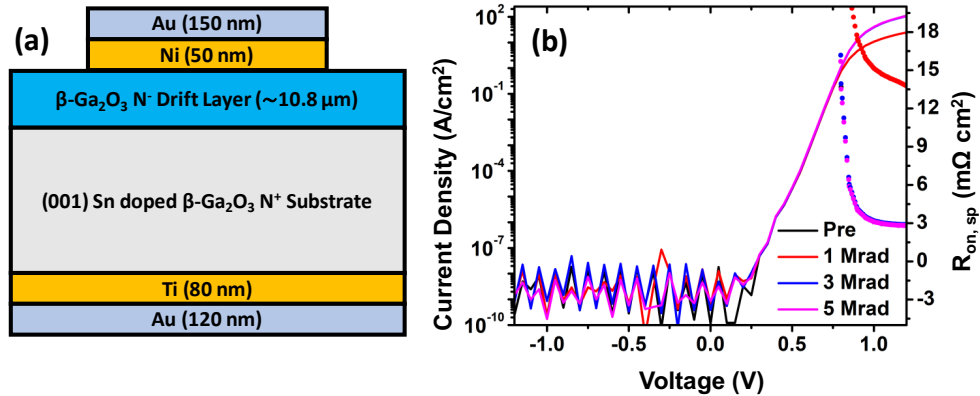 (a)
Au (150 nm)
Ni (50 nm)
β-Ga₂O₃ N⁻ Drift Layer (~10.8 µm)
(001) Sn doped β-Ga₂O₃ N⁺ Substrate
Ti (80 nm)
Au (120 nm)
(b)
Current Density (A/cm²)
10²
10⁻¹
10⁻⁴
10⁻⁷
10⁻¹⁰
Pre
1 Mrad
3 Mrad
5 Mrad
18
15
12
9
6
3
0
-3
R_on, sp (mΩ cm²)
-1.0
-0.5
0.0
0.5
1.0
Voltage (V)